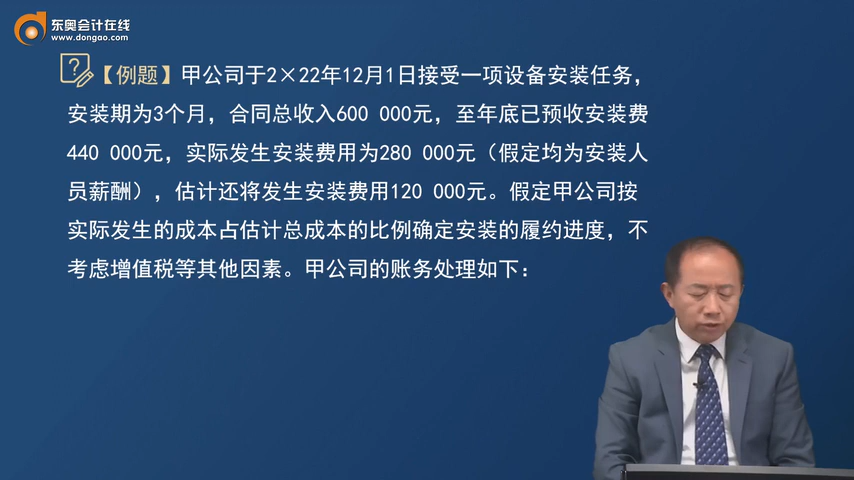 东奥会计在线
www.dongao.com
【例题】甲公司于2×22年12月1日接受一项设备安装任务，
安装期为3个月，合同总收入600 000元，至年底已预收安装费
440 000元，实际发生安装费用为280 000元（假定均为安装人
员薪酬），估计还将发生安装费用120 000元。假定甲公司按
实际发生的成本占估计总成本的比例确定安装的履约进度，不
考虑增值税等其他因素。甲公司的账务处理如下：